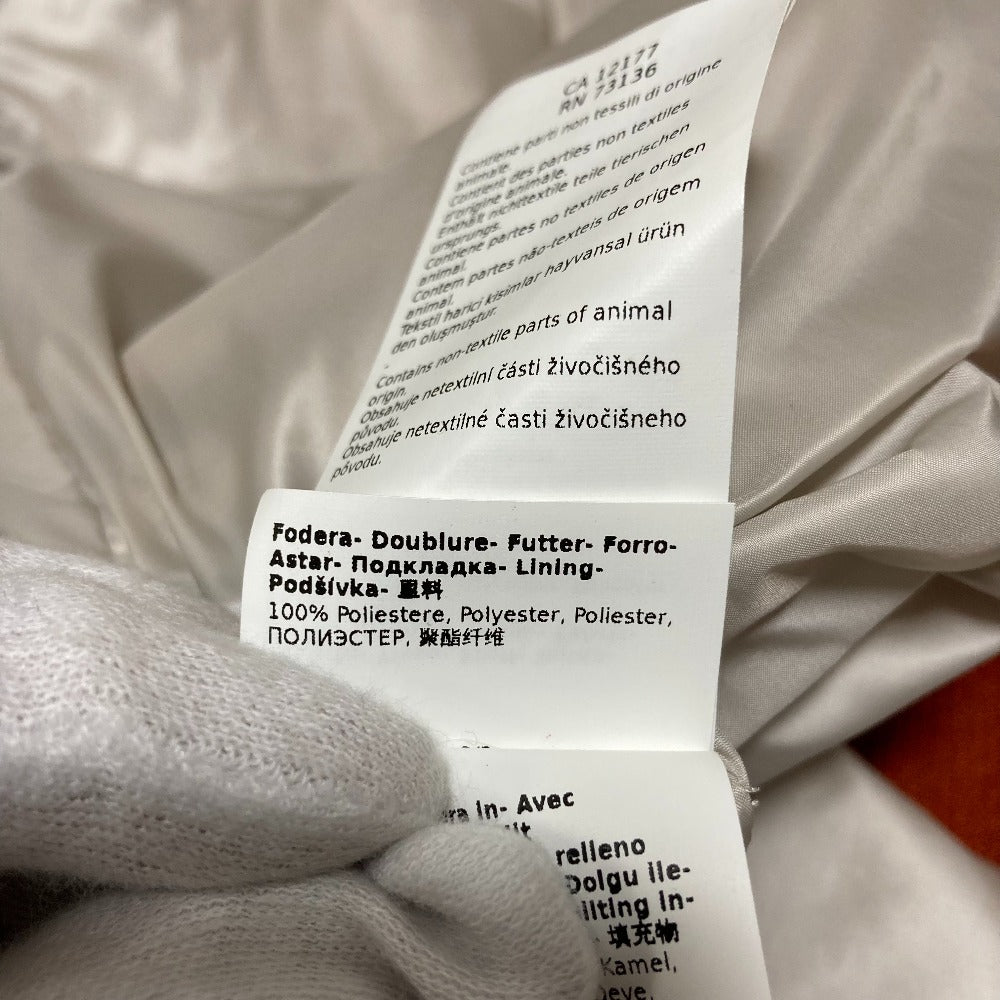 CA 12177
RN 73136
Contiene parti non tessili di origine
animale.
Contient des parties non textiles
d'origine animale.
Enthält nichttextile teile tierischen
ursprungs.
Contiene partes no textiles de origen
animal.
Contem partes não-texteis de origem
animal.
Tekstil harici kisimlar hayvansal ürün
den oluşmuştur.
-
Contains non-textile parts of animal
origin.
Obsahuje netextilní části živočišného
původu.
Obsahuje netextilné časti živočišneho
póvodu.
Fodera- Doublure- Futter- Forro-
Astar- Подкладка- Lining-
Podšívka- 里料
100% Poliestere, Polyester, Poliester,
ПОЛИЭСТЕР, 聚酯纤维
in- Avec
relleno
Dolgu ile-
in-
- 填充物
Kamel,